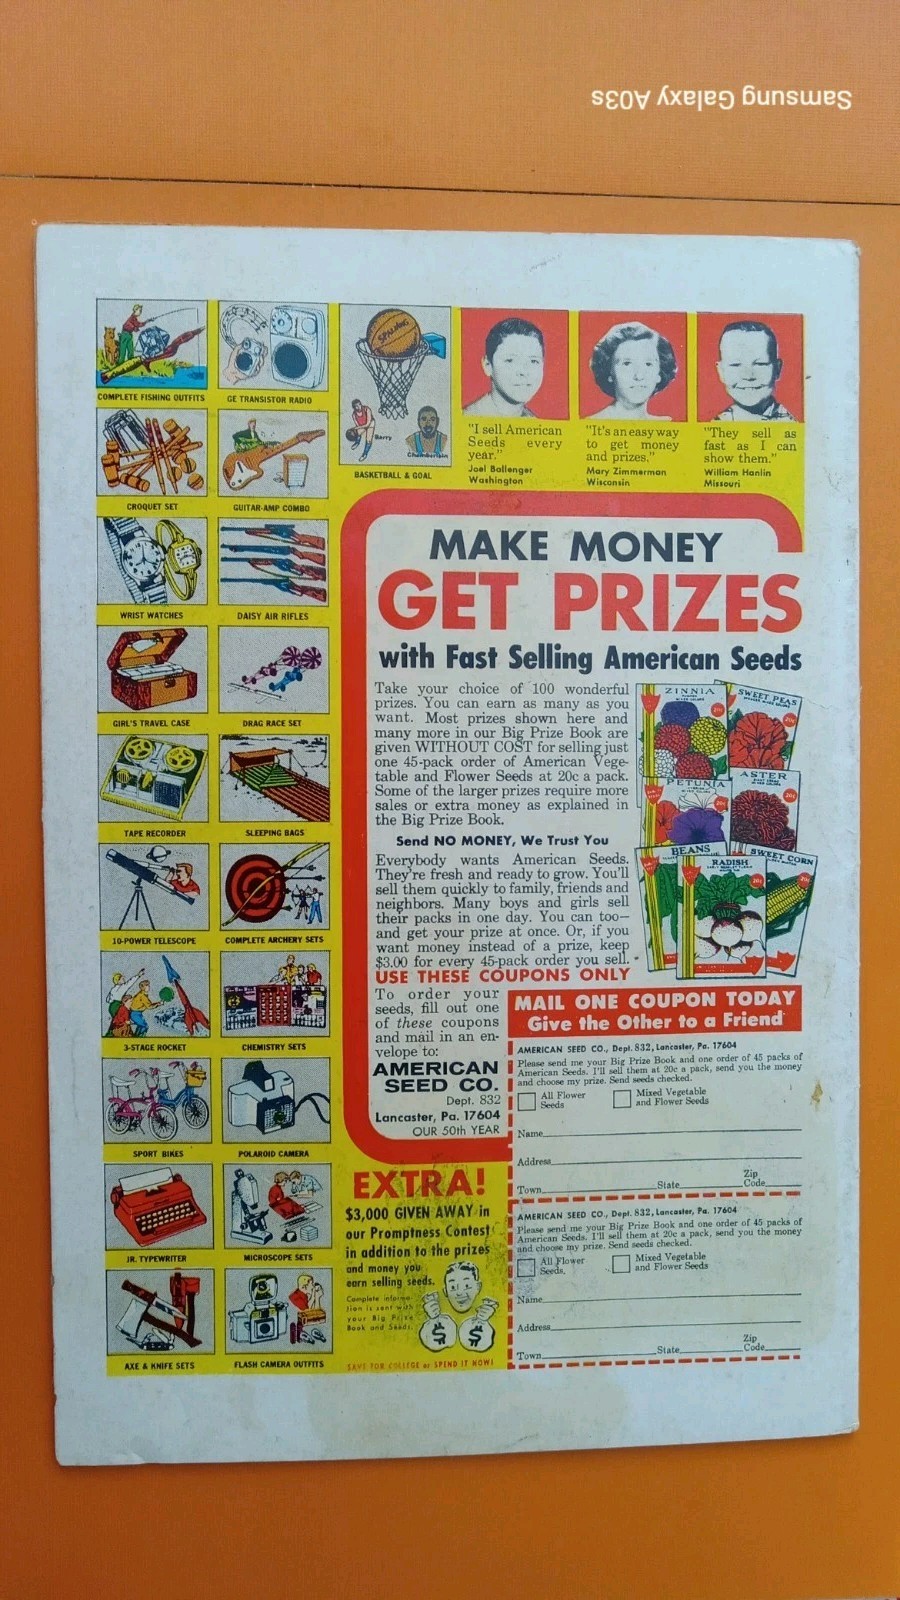 Samsung Galaxy A03s
COMPLETE FISHING OUTFITS
GE TRANSISTOR RADIO
CROQUET SET
GUITAR-AMP COMBO
WRIST WATCHES
DAISY AIR RIFLES
GIRL'S TRAVEL CASE
DRAG RACE SET
TAPE RECORDER
SLEEPING BAGS
10-POWER TELESCOPE
COMPLETE ARCHERY SETS
3-STAGE ROCKET
CHEMISTRY SETS
SPORT BIKES
POLAROID CAMERA
JR. TYPEWRITER
MICROSCOPE SETS
AXE & KNIFE SETS
FLASH CAMERA OUTFITS
SPALDING
Barry
Chamberlain
BASKETBALL & GOAL
"I sell American
Seeds every
year."
Joel Ballenger
Washington
"It's an easy way
to get money
and prizes."
Mary Zimmerman
Wisconsin
"They sell as
fast as I can
show them."
William Hanlin
Missouri
MAKE MONEY
GET PRIZES
with Fast Selling American Seeds
Take your choice of 100 wonderful
prizes. You can earn as many as you
want. Most prizes shown here and
many more in our Big Prize Book are
given WITHOUT COST for selling just
one 45-pack order of American Vege-
table and Flower Seeds at 20c a pack.
Some of the larger prizes require more
sales or extra money as explained in
the Big Prize Book.
Send NO MONEY, We Trust You
Everybody wants American Seeds.
They're fresh and ready to grow. You'll
sell them quickly to family, friends and
neighbors. Many boys and girls sell
their packs in one day. You can too—
and get your prize at once. Or, if you
want money instead of a prize, keep
$3.00 for every 45-pack order you sell.
USE THESE COUPONS ONLY
ZINNIA
SWEET PEAS
PETUNIA
ASTER
BEANS
RADISH
SWEET CORN
To order your
seeds, fill out one
of these coupons
and mail in an en-
velope to:
AMERICAN
SEED CO.
Dept. 832
Lancaster, Pa. 17604
OUR 50th YEAR
EXTRA!
$3,000 GIVEN AWAY in
our Promptness Contest
in addition to the prizes
and money you
earn selling seeds.
Complete informa-
tion is sent with
your Big Prize
Book and Seeds.
$ $
SAVE FOR COLLEGE or SPEND IT NOW!
MAIL ONE COUPON TODAY
Give the Other to a Friend
AMERICAN SEED CO., Dept. 832, Lancaster, Pa. 17604
Please send me your Big Prize Book and one order of 45 packs of
American Seeds. I'll sell them at 20c a pack, send you the money
and choose my prize. Send seeds checked.
All Flower Seeds
Mixed Vegetable and Flower Seeds
Name
Address
Town State Zip Code
AMERICAN SEED CO., Dept. 832, Lancaster, Pa. 17604
Please send me your Big Prize Book and one order of 45 packs of
American Seeds. I'll sell them at 20c a pack, send you the money
and choose my prize. Send seeds checked.
All Flower Seeds.
Mixed Vegetable and Flower Seeds
Name
Address
Town State Zip Code